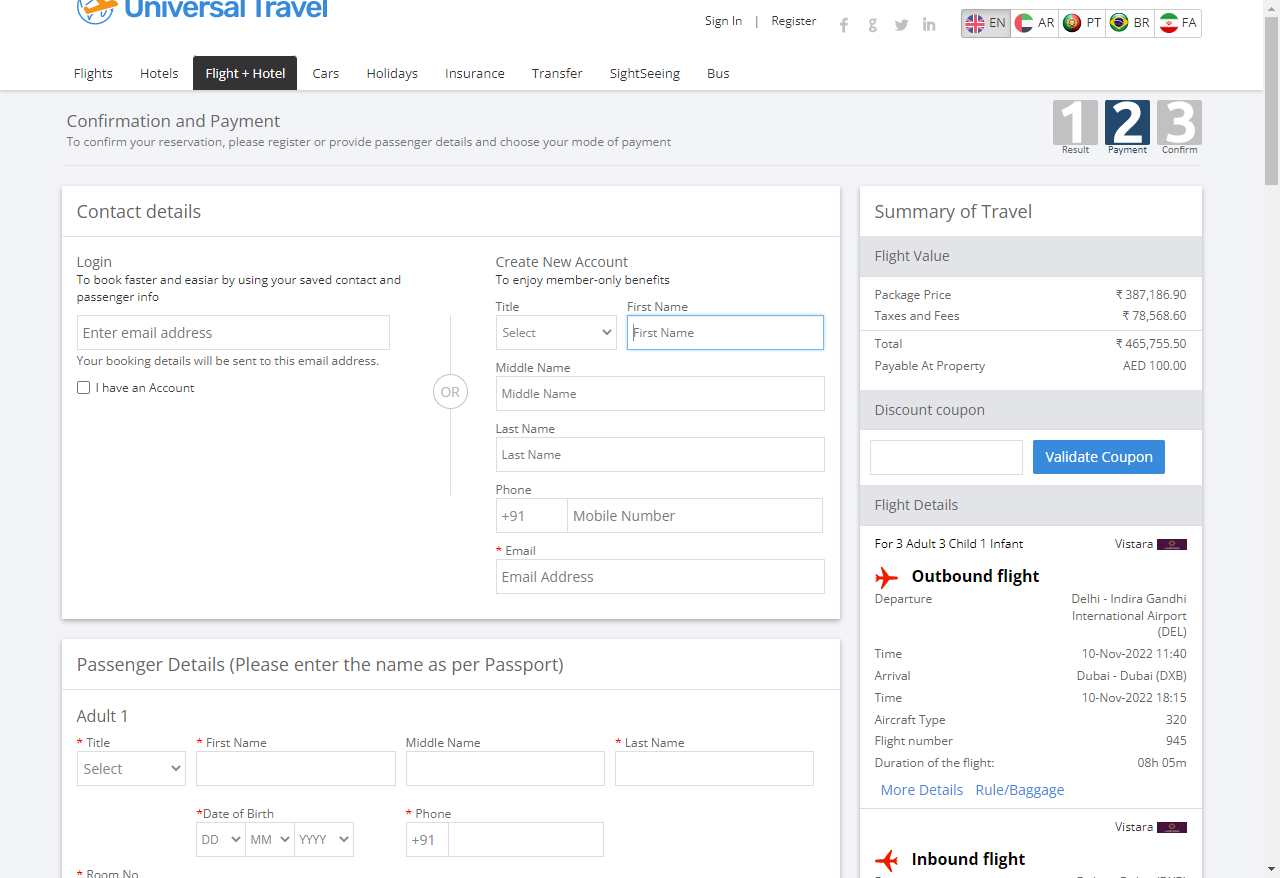 Universal Travel
Sign In | Register
EN AR PT BR FA
Flights Hotels Flight + Hotel Cars Holidays Insurance Transfer SightSeeing Bus
Confirmation and Payment
To confirm your reservation, please register or provide passenger details and choose your mode of payment
1 2 3
Result Payment Confirm
Contact details
Login
To book faster and easiar by using your saved contact and
passenger info
Enter email address
Your booking details will be sent to this email address.
I have an Account
OR
Create New Account
To enjoy member-only benefits
Title First Name
Select First Name
Middle Name
Middle Name
Last Name
Last Name
Phone
+91 Mobile Number
* Email
Email Address
Passenger Details (Please enter the name as per Passport)
Adult 1
* Title * First Name Middle Name * Last Name
Select
*Date of Birth * Phone
DD MM YYYY +91
* Room No
Summary of Travel
Flight Value
Package Price ₹ 387,186.90
Taxes and Fees ₹ 78,568.60
Total ₹ 465,755.50
Payable At Property AED 100.00
Discount coupon
Validate Coupon
Flight Details
For 3 Adult 3 Child 1 Infant Vistara
Outbound flight
Departure Delhi - Indira Gandhi
International Airport
(DEL)
Time 10-Nov-2022 11:40
Arrival Dubai - Dubai (DXB)
Time 10-Nov-2022 18:15
Aircraft Type 320
Flight number 945
Duration of the flight: 08h 05m
More Details Rule/Baggage
Vistara
Inbound flight